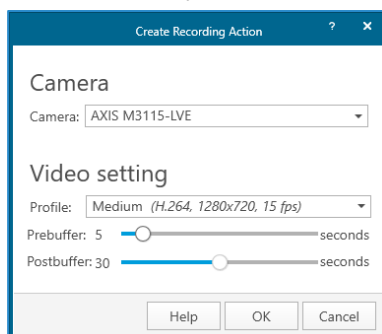 Create Recording Action ? ×
Camera
Camera: AXIS M3115-LVE
Video setting
Profile: Medium (H.264, 1280x720, 15 fps)
Prebuffer: 5 seconds
Postbuffer: 30 seconds
Help OK Cancel